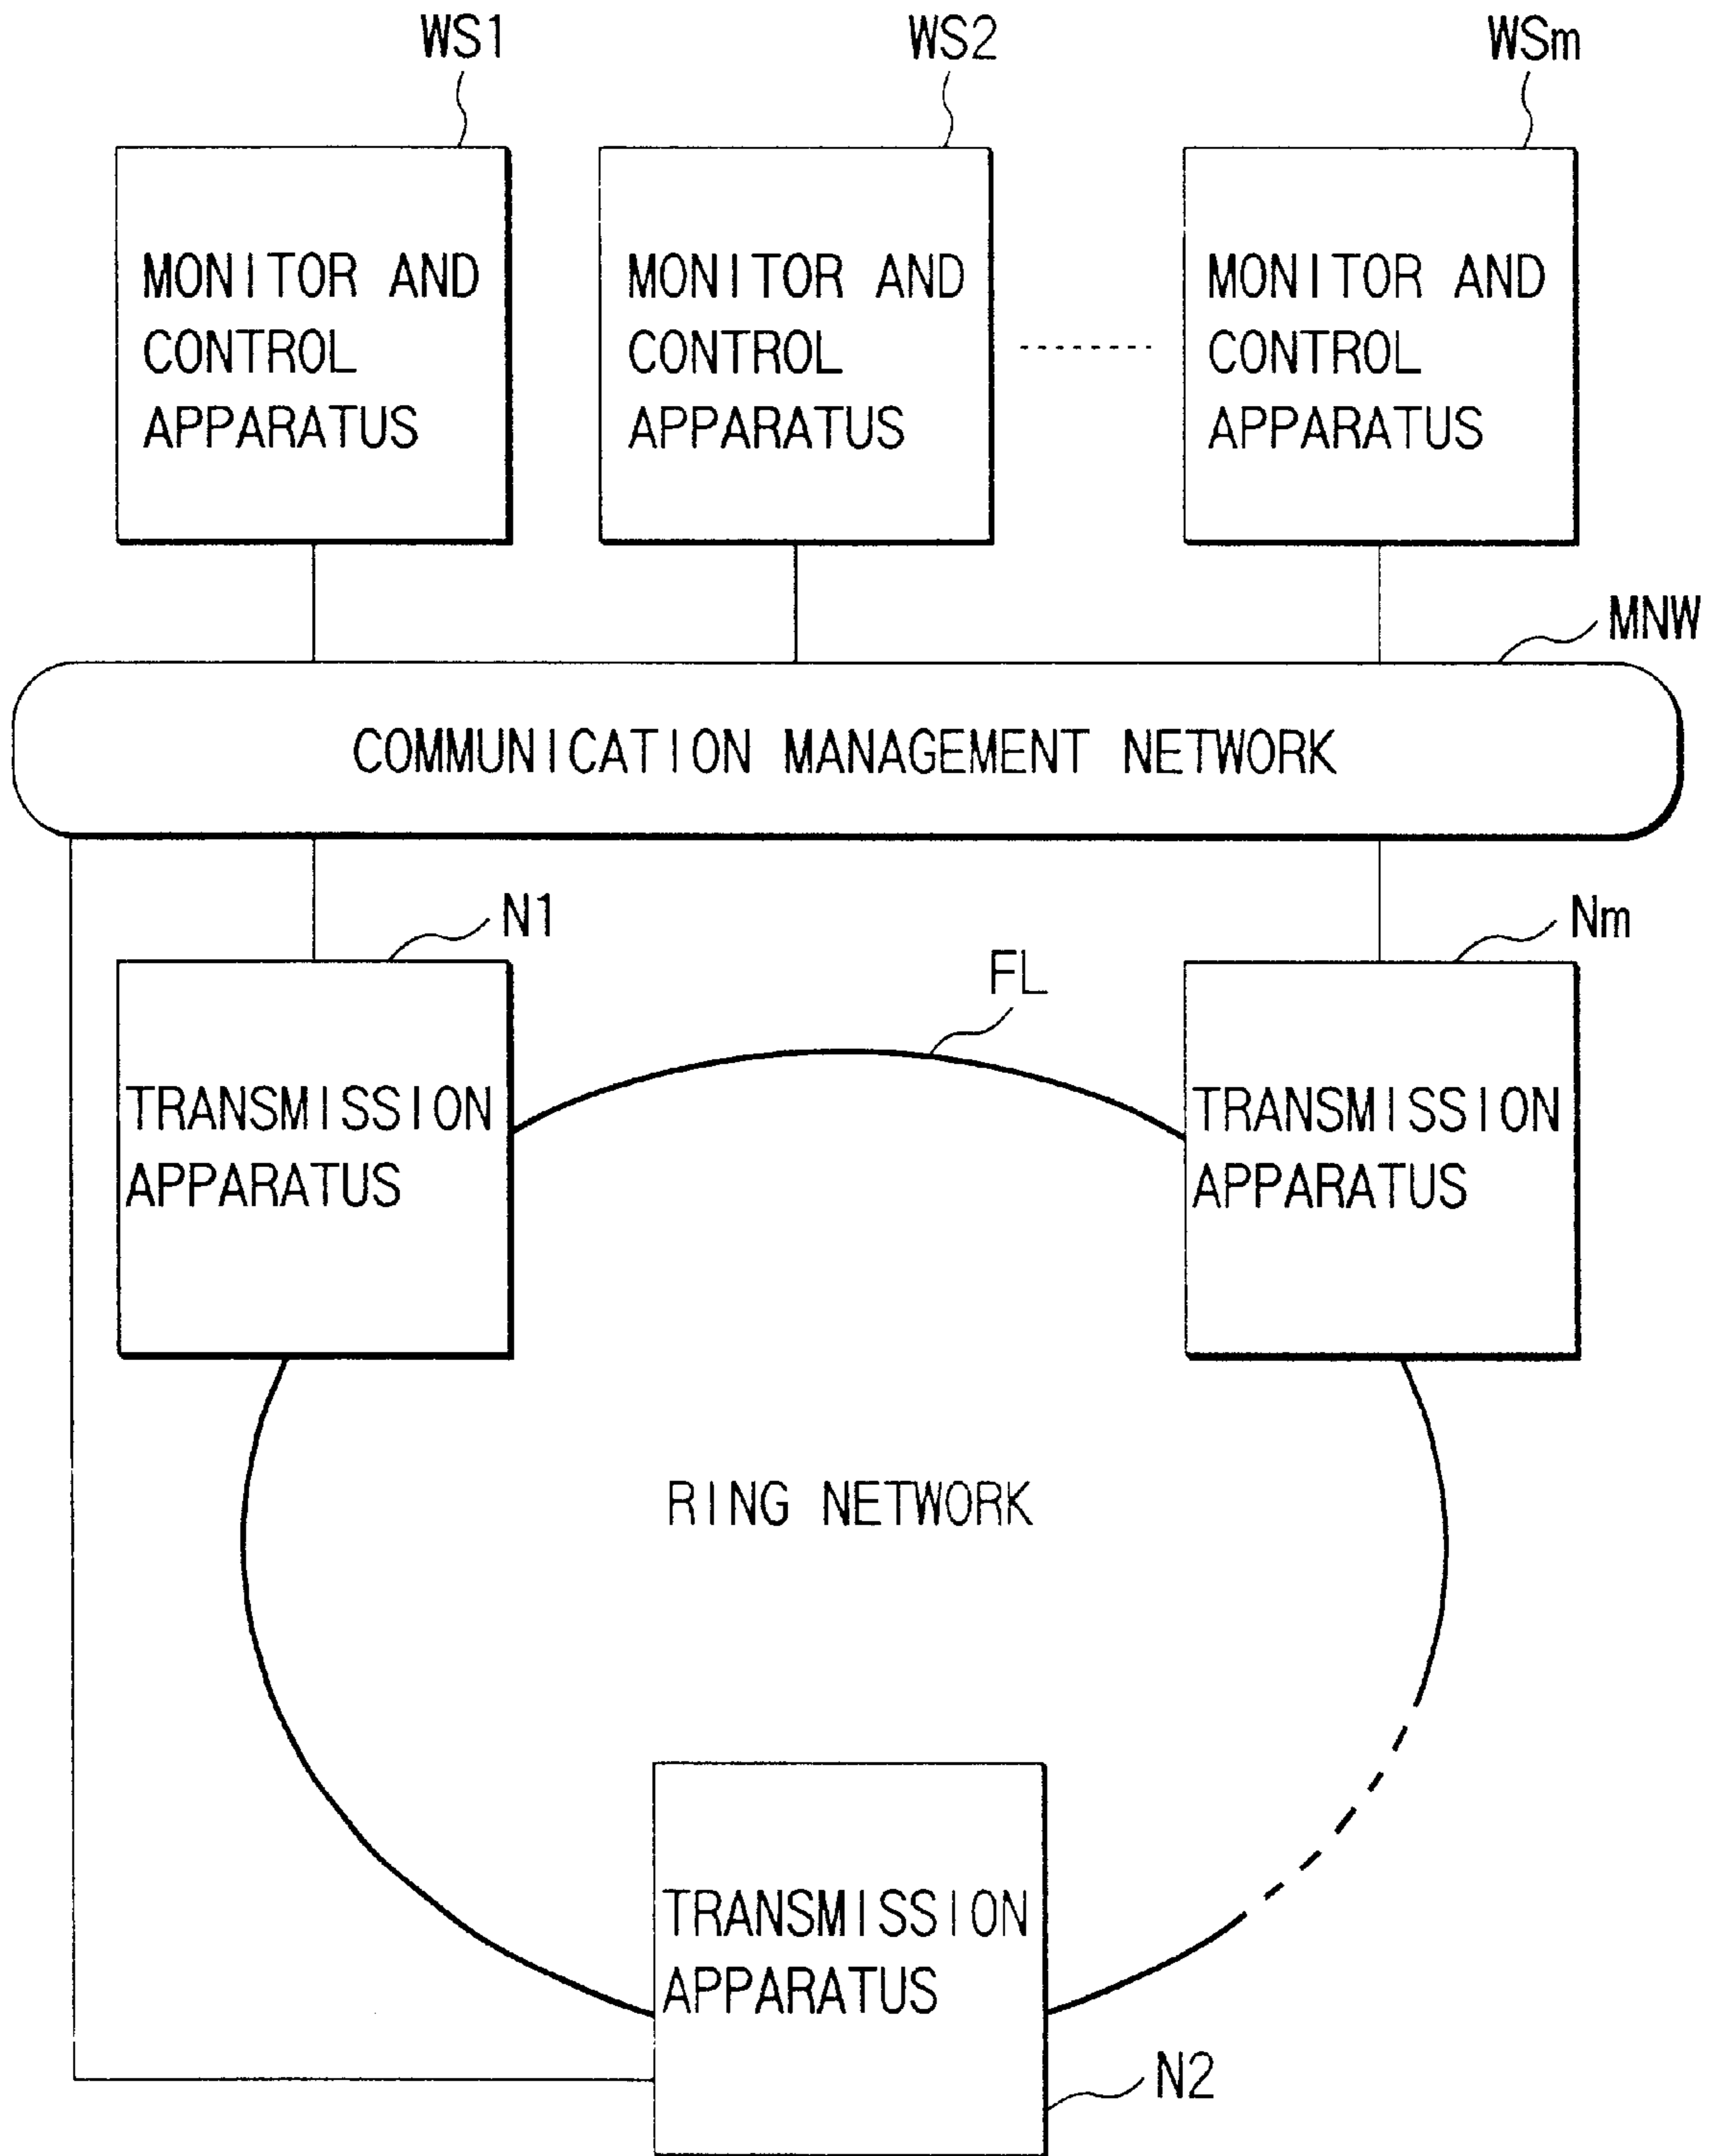 WS1
WS2
WSm
MONITOR AND
CONTROL
APPARATUS
MONITOR AND
CONTROL
APPARATUS
MONITOR AND
CONTROL
APPARATUS
MNW
COMMUNICATION MANAGEMENT NETWORK
N1
Nm
FL
TRANSMISSION
APPARATUS
TRANSMISSION
APPARATUS
RING NETWORK
TRANSMISSION
APPARATUS
N2